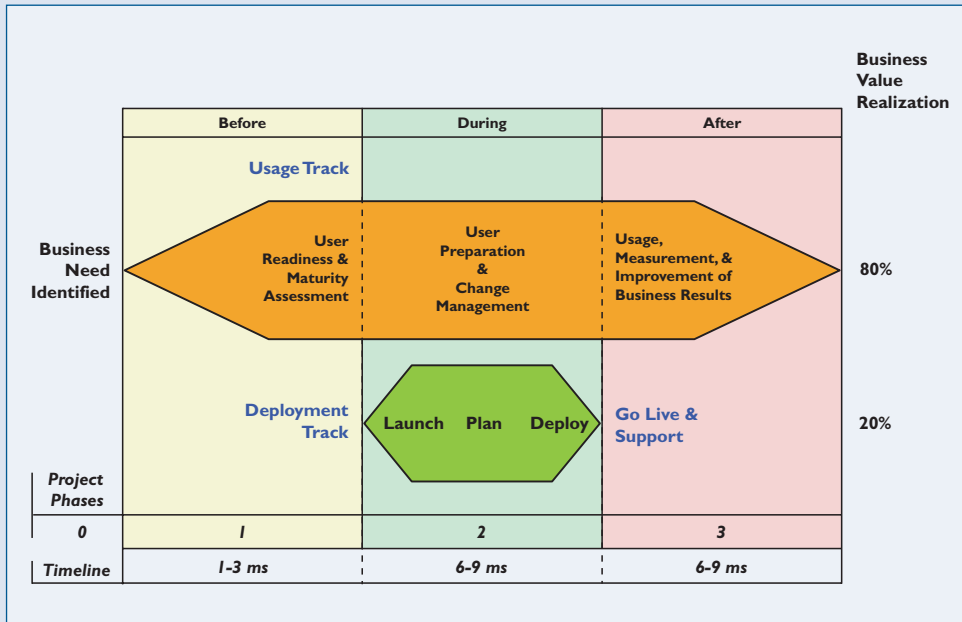 Business
Value
Realization
Before
During
After
Usage Track
Business
Need
Identified
User
Readiness &
Maturity
Assessment
User
Preparation
&
Change
Management
Usage,
Measurement, &
Improvement of
Business Results
80%
Deployment
Track
Launch Plan Deploy
Go Live &
Support
20%
Project
Phases
0 1 2 3
Timeline 1-3 ms 6-9 ms 6-9 ms